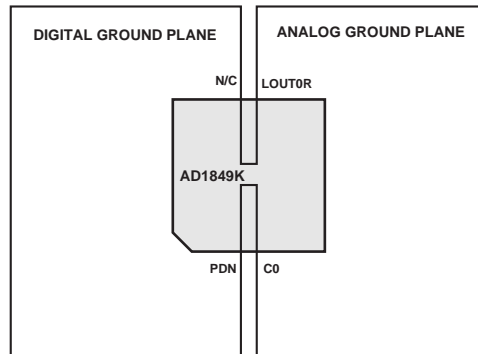 DIGITAL GROUND PLANE
ANALOG GROUND PLANE
N/C
LOUT0R
AD1849K
PDN
C0